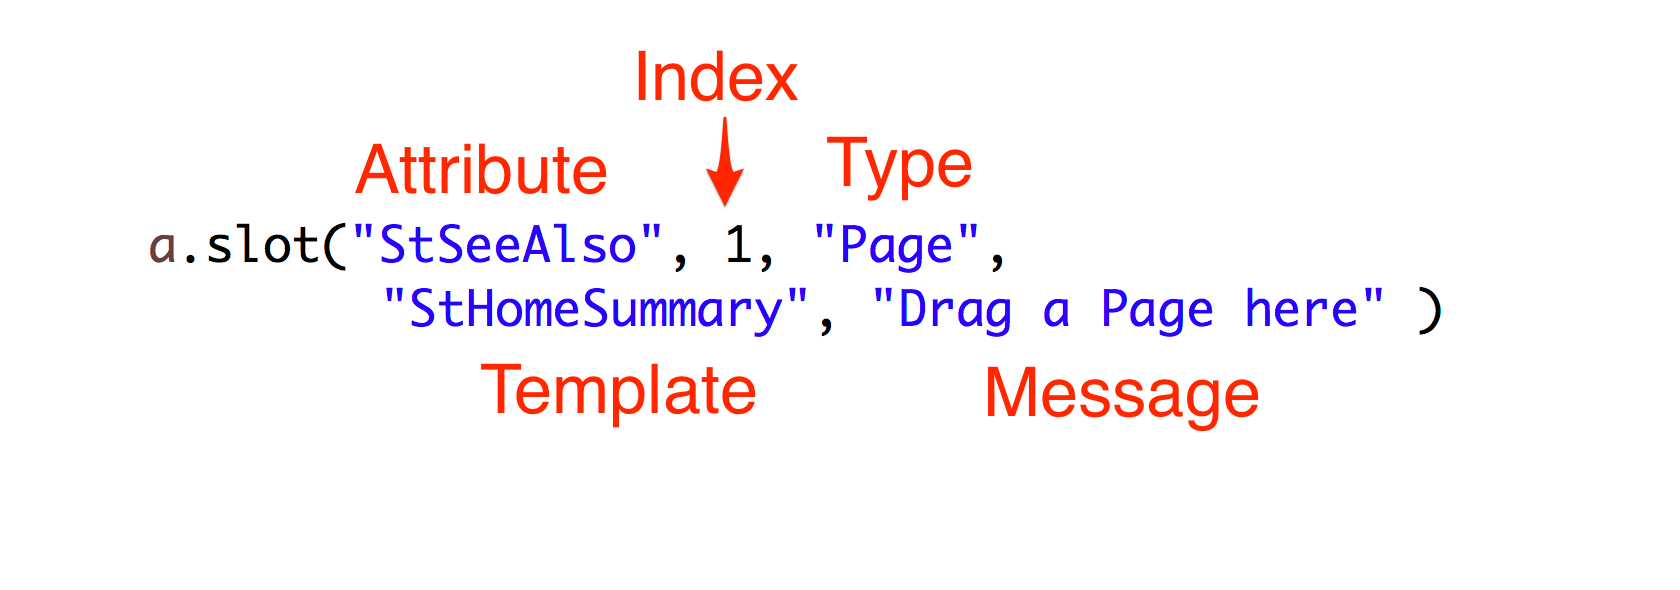 Index
Attribute
Type
a.slot("StSeeAlso", 1, "Page",
"StHomeSummary", "Drag a Page here" )
Template
Message